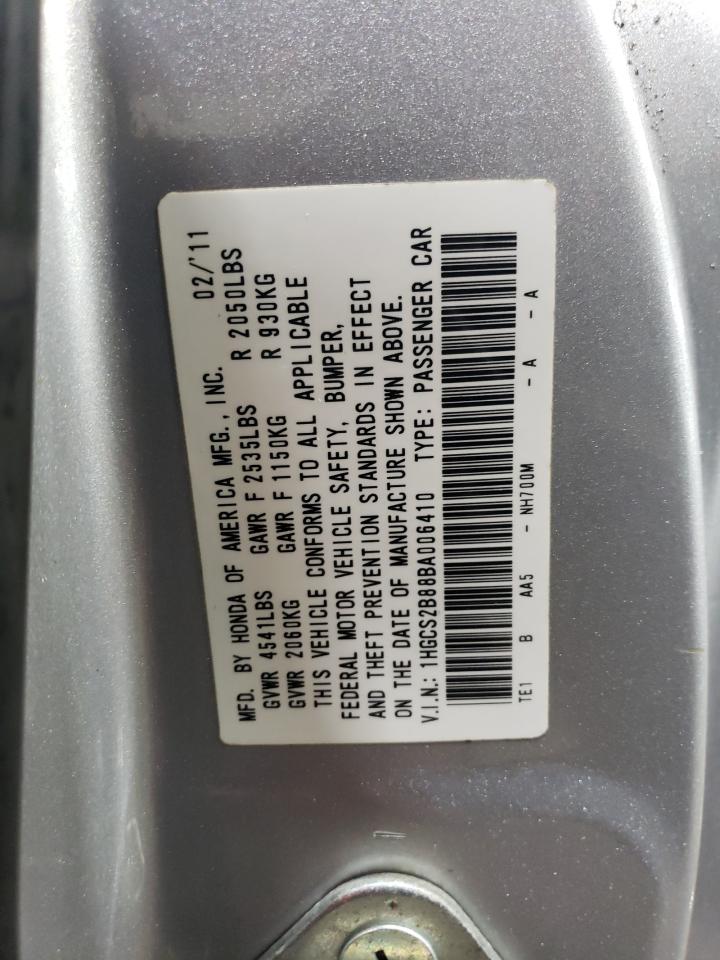 MFD. BY HONDA OF AMERICA MFG., INC. 02/'11
GVWR 4541LBS GAWR F 2535LBS R 2050LBS
GVWR 2060KG GAWR F 1150KG R 930KG
THIS VEHICLE CONFORMS TO ALL APPLICABLE
FEDERAL MOTOR VEHICLE SAFETY, BUMPER,
AND THEFT PREVENTION STANDARDS IN EFFECT
ON THE DATE OF MANUFACTURE SHOWN ABOVE.
V.I.N.: 1HGCS2B88BA006410 TYPE: PASSENGER CAR
TE1 B AA5 - NH700M - A - A